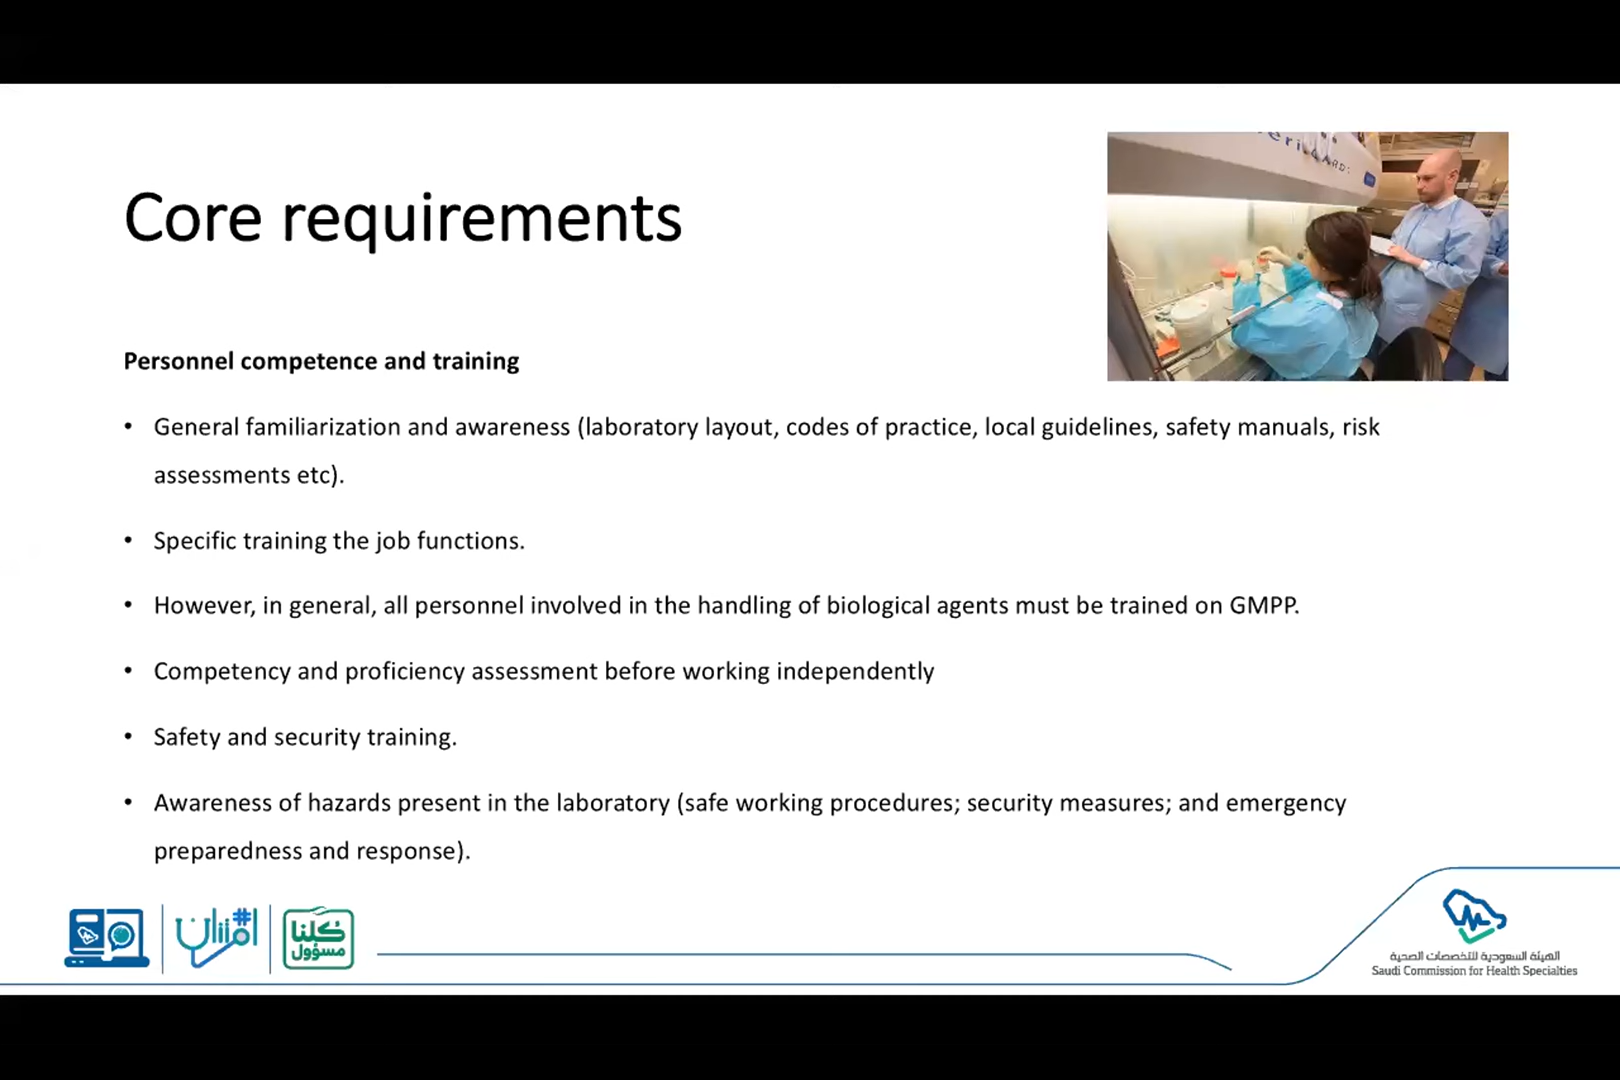 Core requirements
Personnel competence and training
• General familiarization and awareness (laboratory layout, codes of practice, local guidelines, safety manuals, risk
assessments etc).
• Specific training the job functions.
• However, in general, all personnel involved in the handling of biological agents must be trained on GMPP.
• Competency and proficiency assessment before working independently
• Safety and security training.
• Awareness of hazards present in the laboratory (safe working procedures; security measures; and emergency
preparedness and response).
#امتنان
كلنا
مسؤول
الهيئة السعودية للتخصصات الصحية
Saudi Commission for Health Specialties